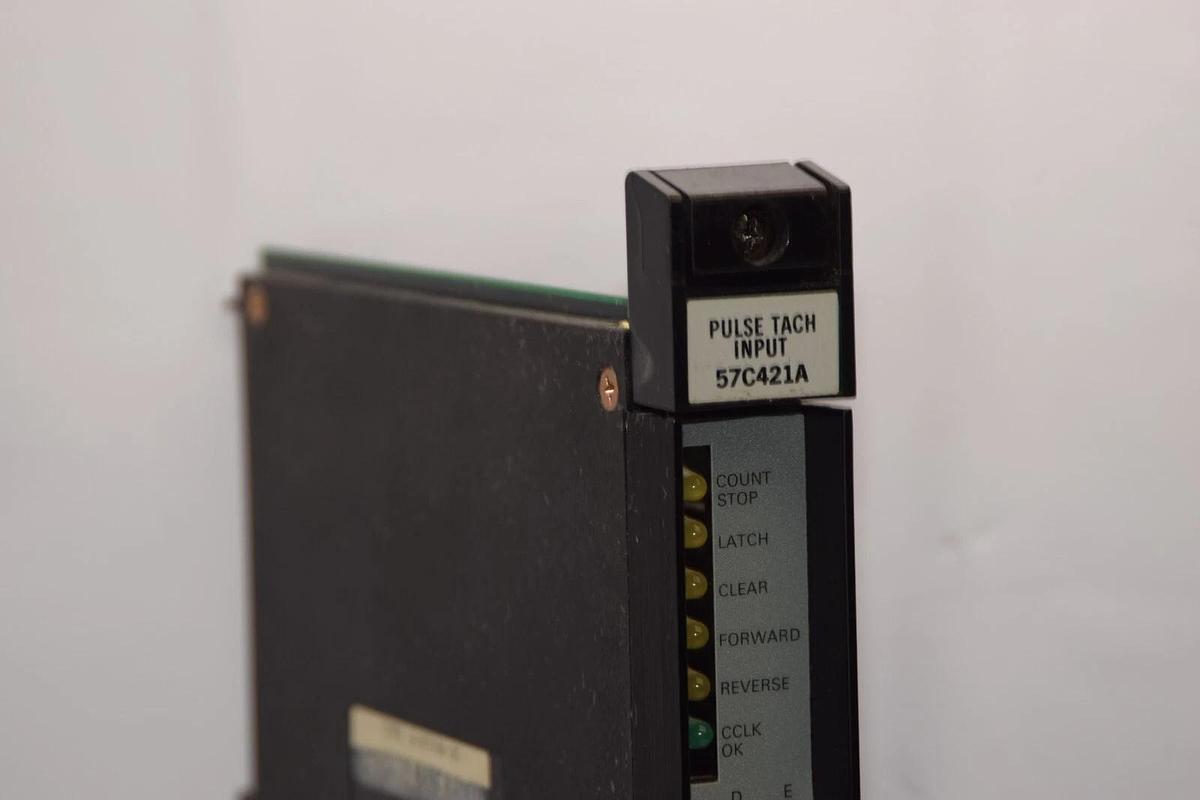 PULSE TACH
INPUT
57C421A
COUNT
STOP
LATCH
CLEAR
FORWARD
REVERSE
CCLK
OK
D E